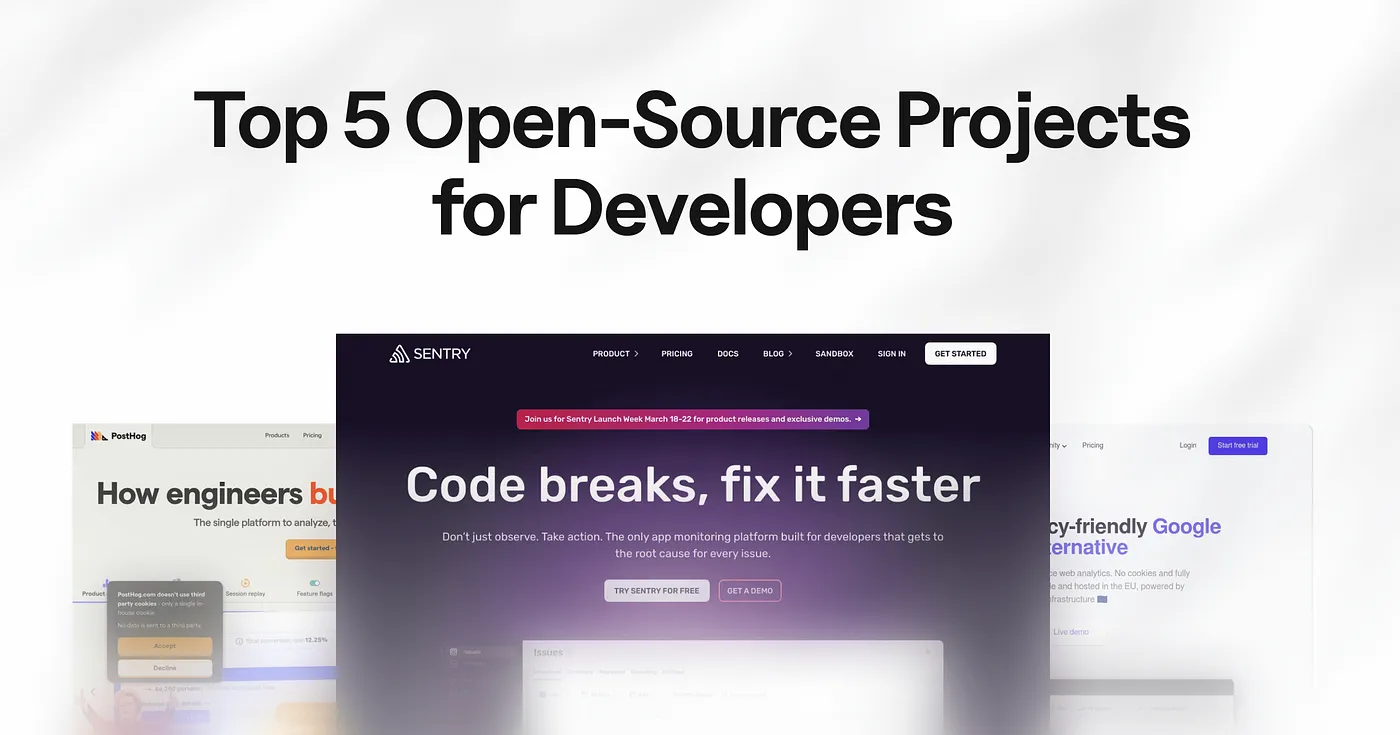 Top 5 Open-Source Projects
for Developers
SENTRY
PRODUCT
PRICING
DOCS
BLOG
SANDBOX
SIGN IN
GET STARTED
Join us for Sentry Launch Week March 18-22 for product releases and exclusive demos. →
Code breaks, fix it faster
Don't just observe. Take action. The only app monitoring platform built for developers that gets to
the root cause for every issue.
TRY SENTRY FOR FREE
GET A DEMO
Issues
PostHog
Products
Pricing
How engineers bu
The single platform to analyze, t
Get started -
Product
Session replay
Feature flags
PostHog.com doesn't use third
party cookies - only a single in-
house cookie.
No data is sent to a third party.
Accept
Decline
12.25%
nity
Pricing
Login
Start free trial
cy-friendly Google
ternative
ce web analytics. No cookies and fully
le and hosted in the EU, powered by
nfrastructure
Live demo